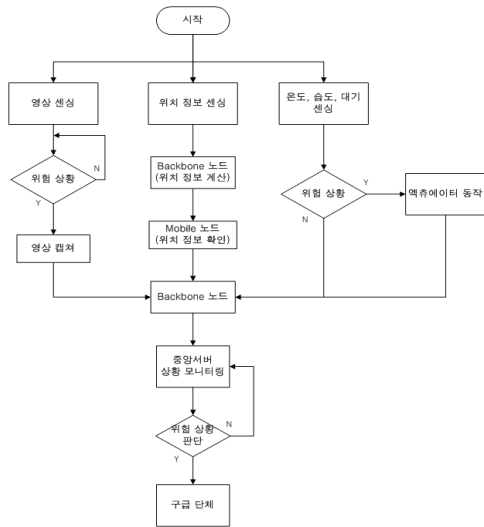 시작
영상 센싱
위치 정보 센싱
온도, 습도, 대기
센싱
위험 상황
N
Y
Backbone 노드
(위치 정보 계산)
위험 상황
Y
N
엑츄에이터 동작
영상 캡쳐
Mobile 노드
(위치 정보 확인)
Backbone 노드
중앙서버
상황 모니터링
위험 상황
판단
N
Y
구급 단체